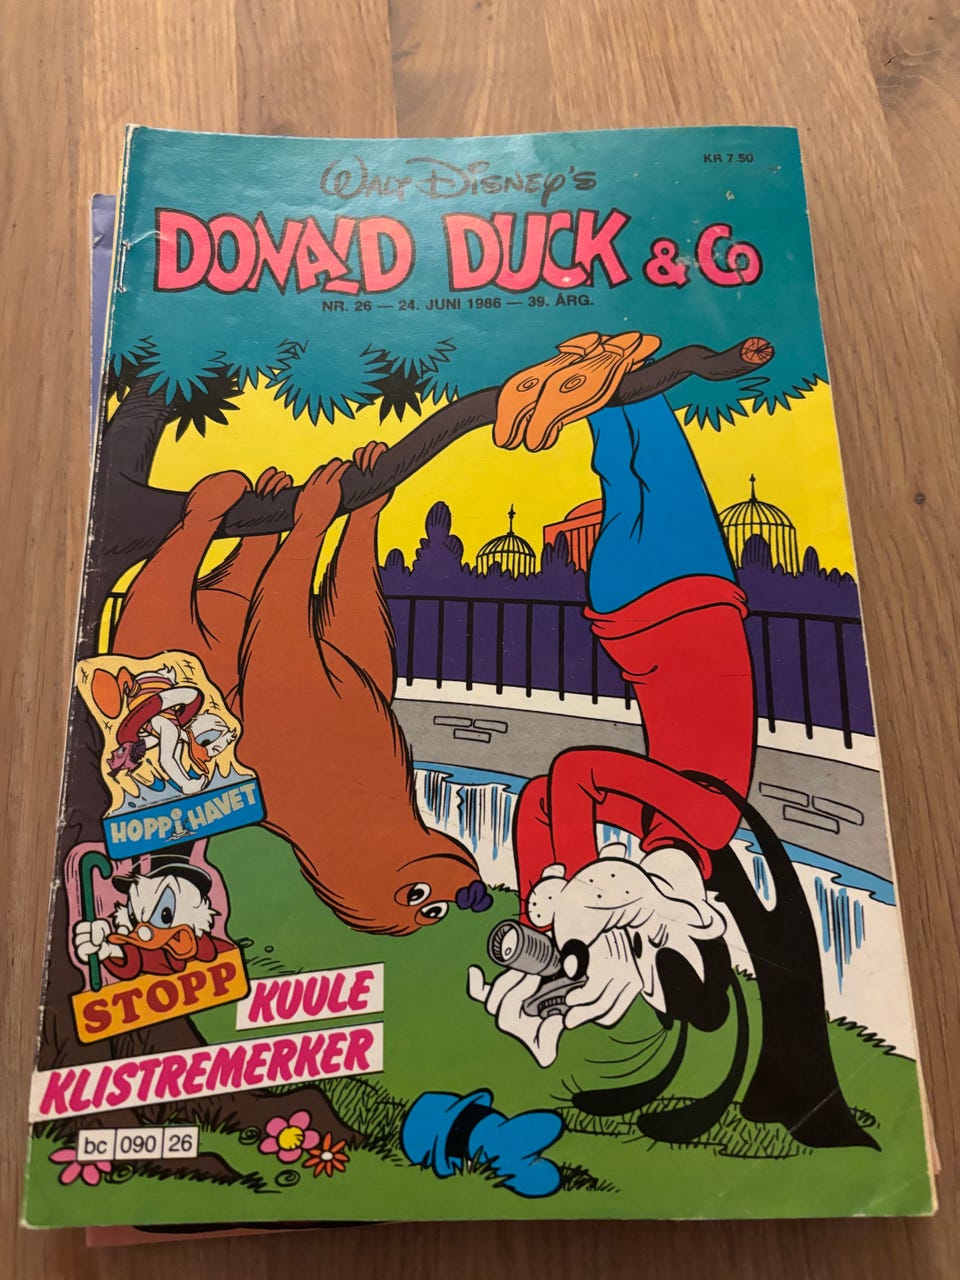 KR 7.50
WALT DISNEY'S
DONALD DUCK & Co
NR. 26 — 24. JUNI 1986 — 39. ÅRG.
HOPP i HAVET
STOPP
KUULE
KLISTREMERKER
bc 090 26